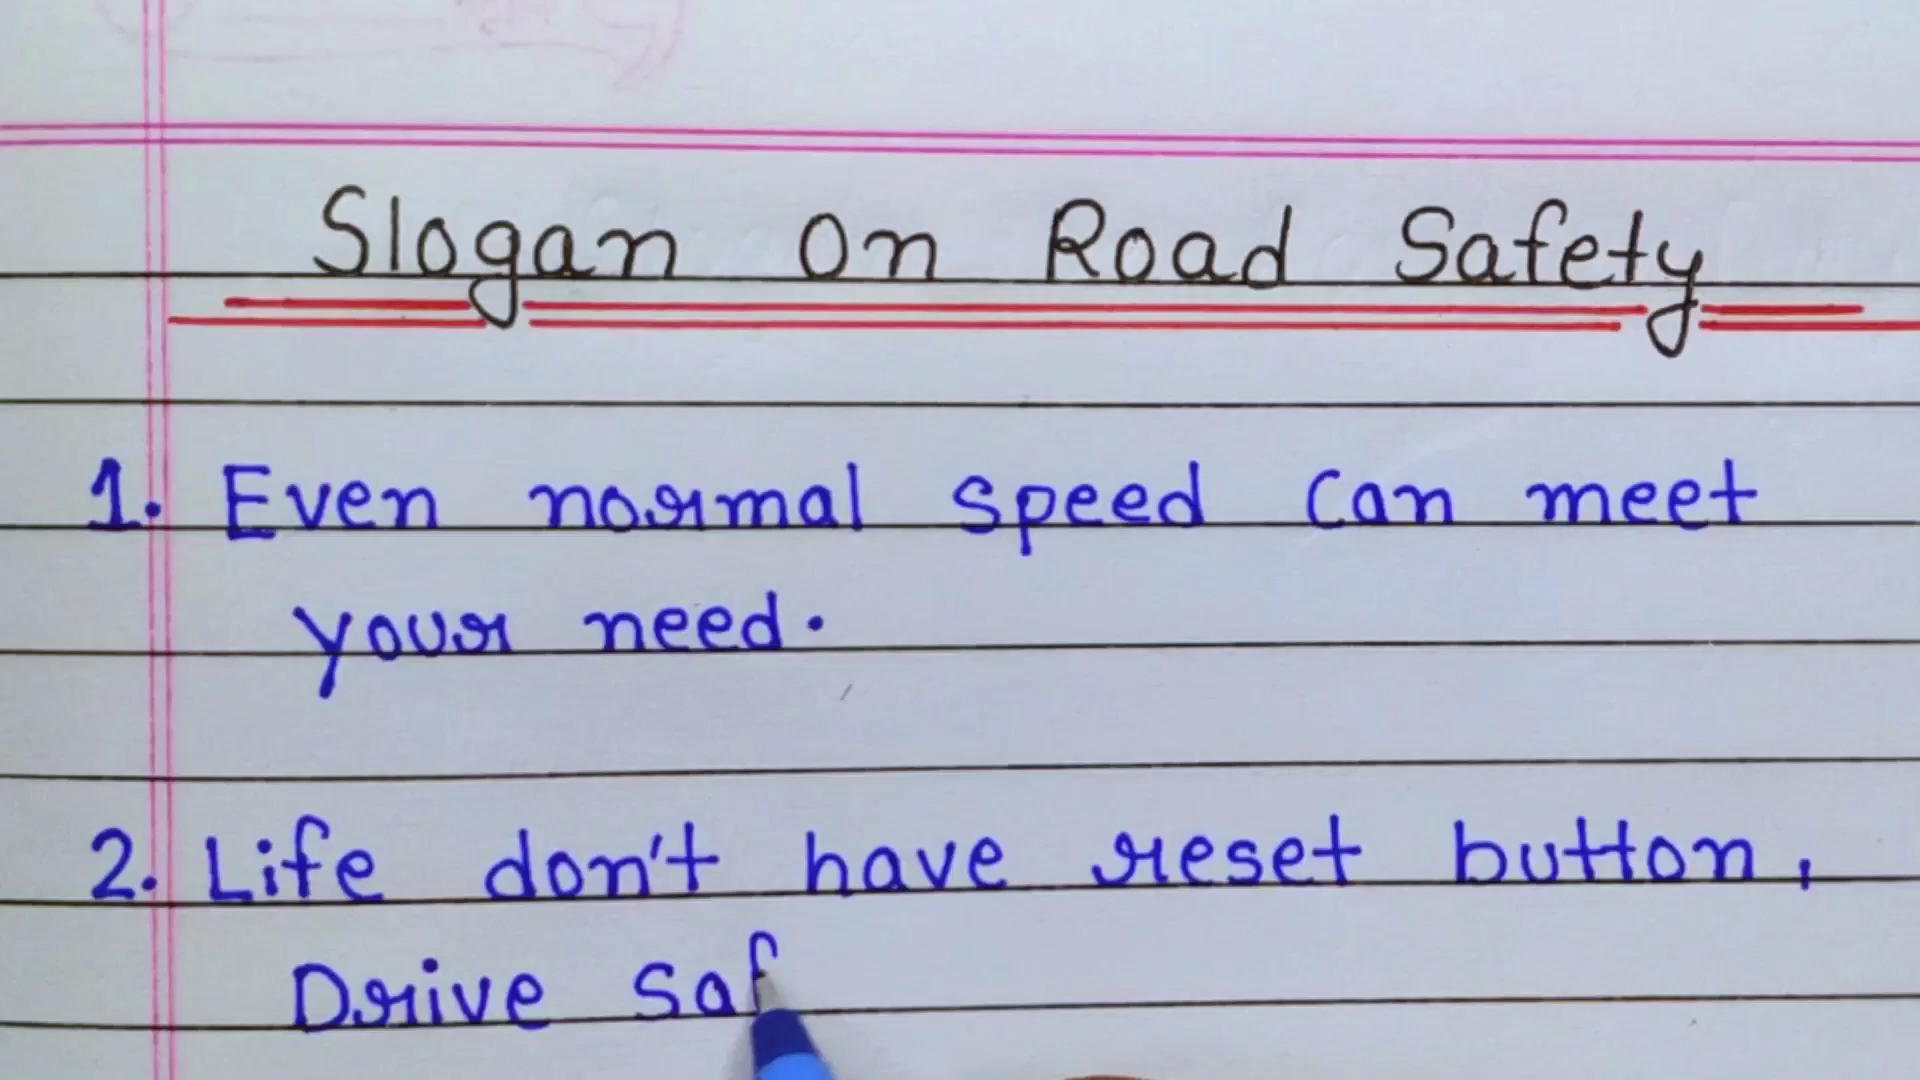 Slogan On Road Safety
1. Even normal speed can meet
your need.
2. Life don't have reset button,
Drive saf